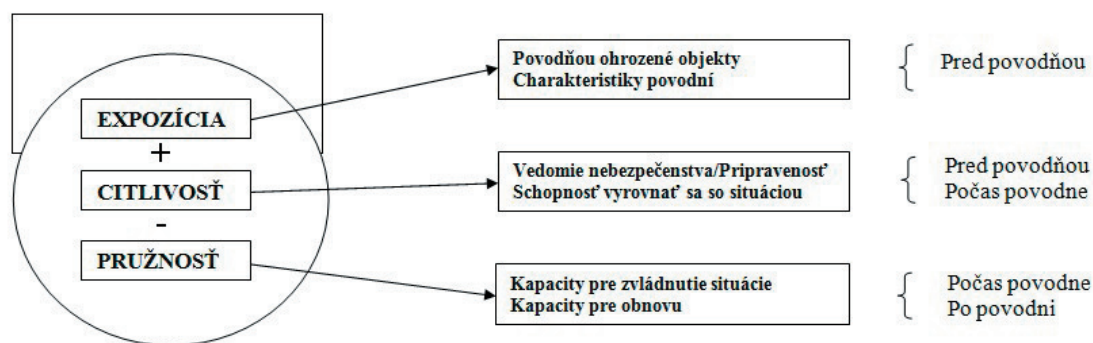 EXPOZÍCIA
+
CITLIVOSŤ
-
PRUŽNOSŤ
Povodňou ohrozené objekty
Charakteristiky povodní
Pred povodňou
Vedomie nebezpečenstva/Pripravenosť
Schopnosť vyrovnať sa so situáciou
Pred povodňou
Počas povodne
Kapacity pre zvládnutie situácie
Kapacity pre obnovu
Počas povodne
Po povodni